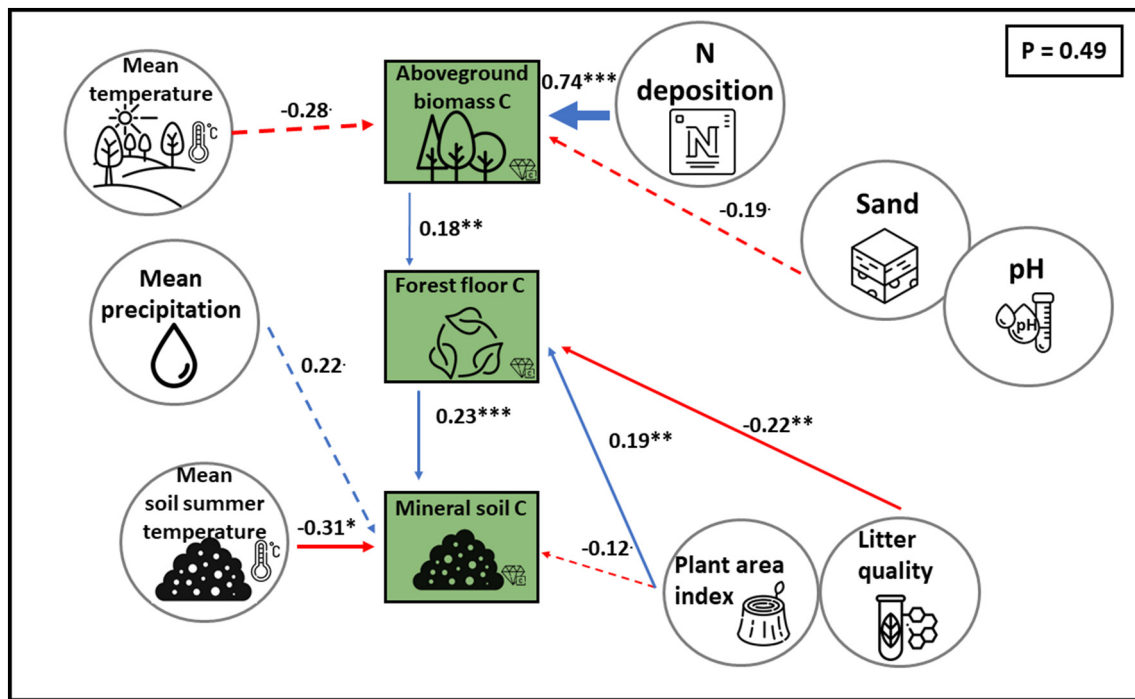 P = 0.49
Mean
temperature
°C
-0.28·
Aboveground
biomass C
C
0.74***
N
deposition
N
-0.19·
Sand
pH
pH
0.18**
Mean
precipitation
0.22·
Forest floor C
C
0.23***
0.19**
-0.22**
Mean
soil summer
temperature
°C
-0.31*
Mineral soil C
C
-0.12·
Plant area
index
Litter
quality